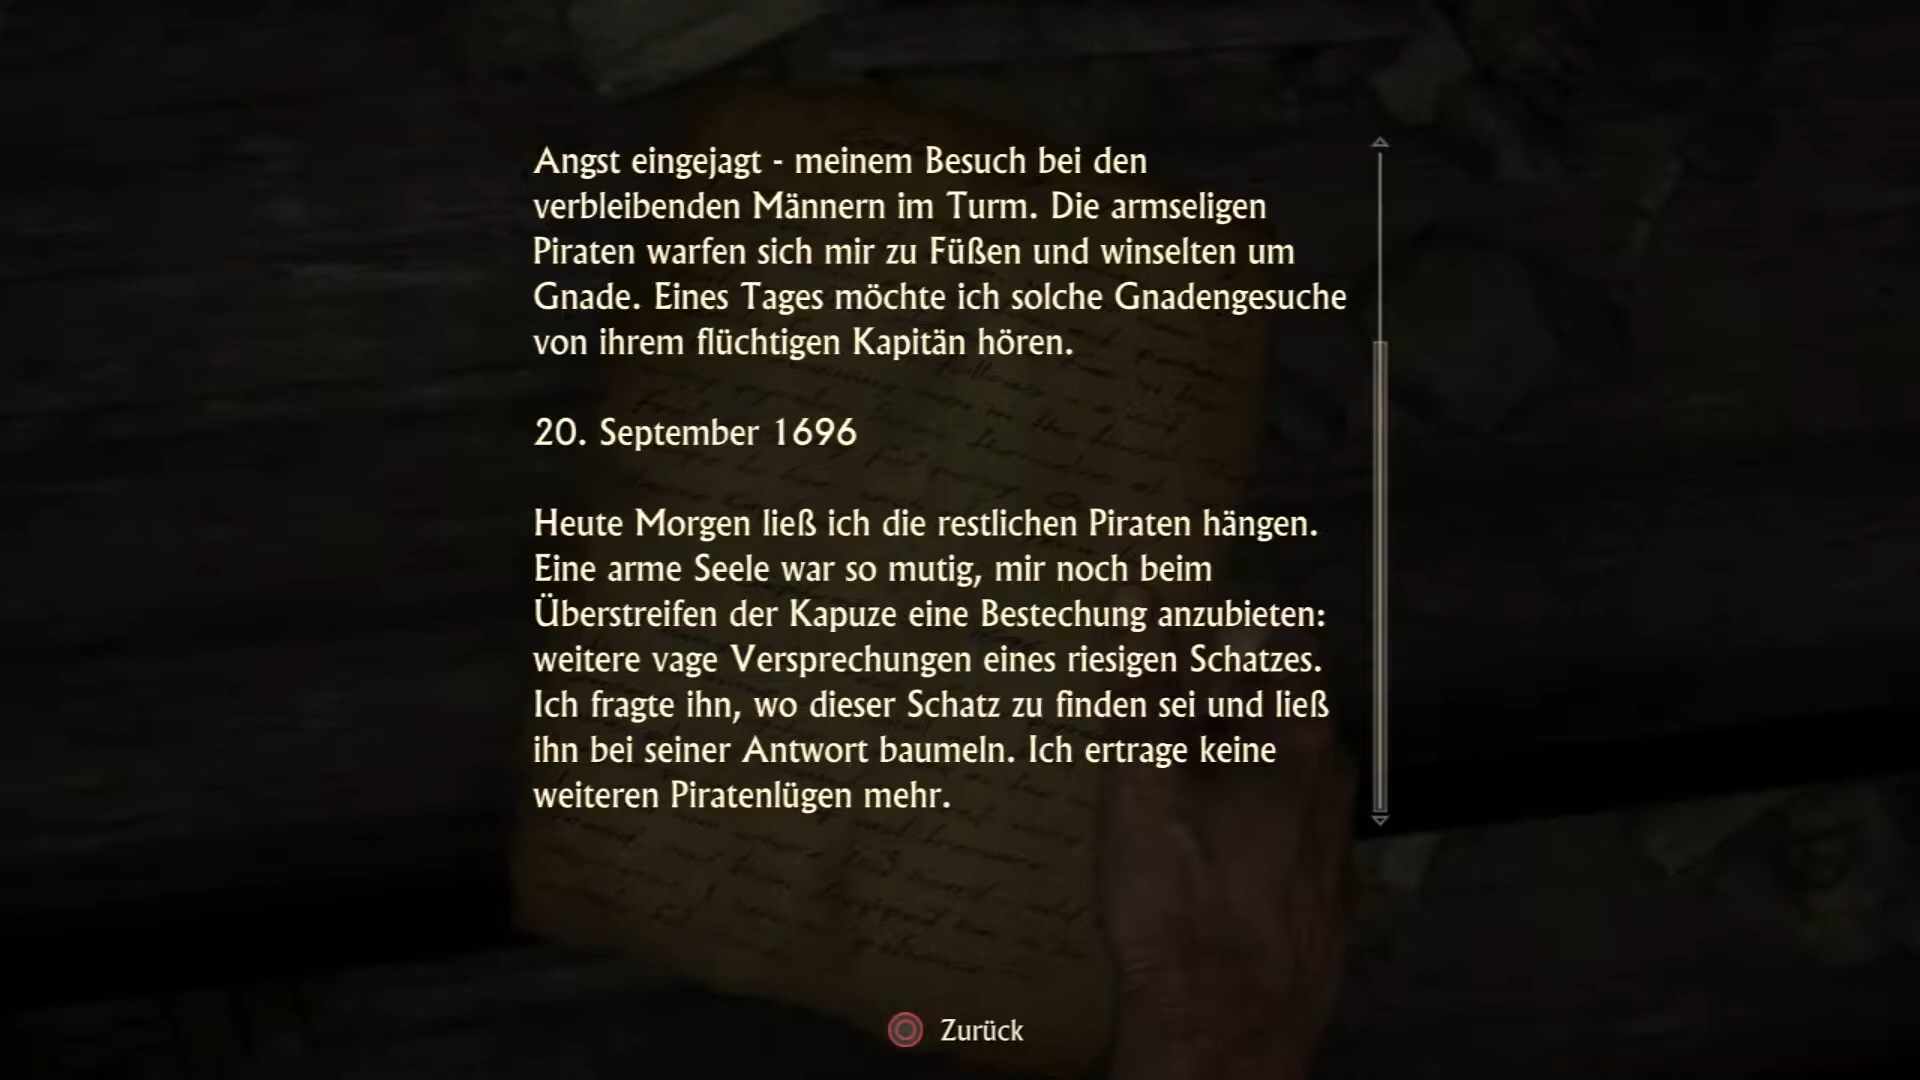 Angst eingejagt - meinem Besuch bei den
verbleibenden Männern im Turm. Die armseligen
Piraten warfen sich mir zu Füßen und winselten um
Gnade. Eines Tages möchte ich solche Gnadengesuche
von ihrem flüchtigen Kapitän hören.
20. September 1696
Heute Morgen ließ ich die restlichen Piraten hängen.
Eine arme Seele war so mutig, mir noch beim
Überstreifen der Kapuze eine Bestechung anzubieten:
weitere vage Versprechungen eines riesigen Schatzes.
Ich fragte ihn, wo dieser Schatz zu finden sei und ließ
ihn bei seiner Antwort baumeln. Ich ertrage keine
weiteren Piratenlügen mehr.
Zurück